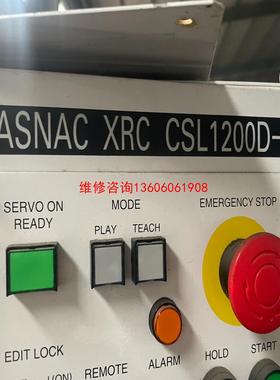 ASNAC XRC CSL1200D-
维修咨询13606061908
SERVO ON
READY
MODE
PLAY TEACH
EMERGENCY STOP
EDIT LOCK
REMOTE
ALARM
HOLD
START
(ON)